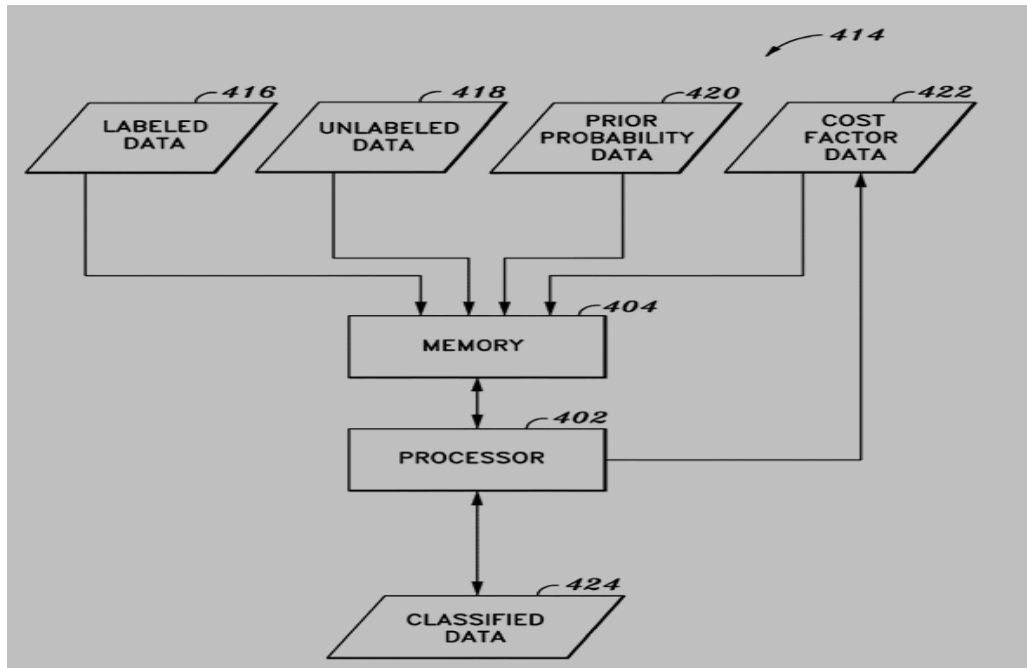 414
416
LABELED
DATA
418
UNLABELED
DATA
420
PRIOR
PROBABILITY
DATA
422
COST
FACTOR
DATA
404
MEMORY
402
PROCESSOR
424
CLASSIFIED
DATA